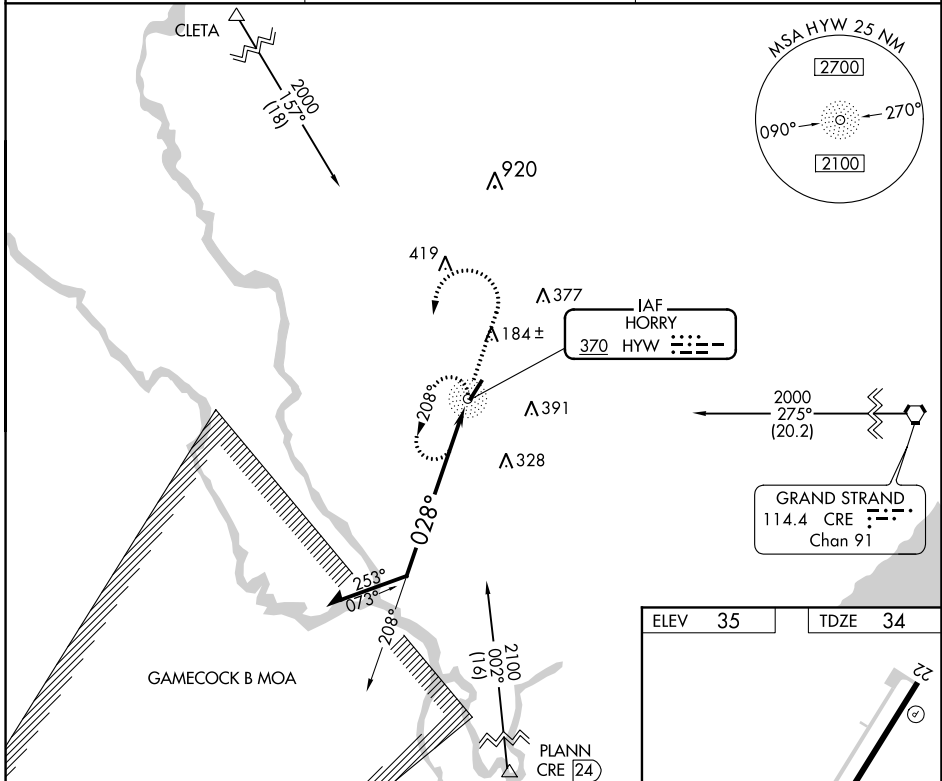 CLETA
2000
157°
(18)
MSA HYW 25 NM
2700
090°
270°
2100
920
419
377
184 ±
IAF
HORRY
370 HYW
208°
391
328
2000
275°
(20.2)
GRAND STRAND
114.4 CRE
Chan 91
028°
253°
073°
208°
2100
002°
(16)
GAMECOCK B MOA
PLANN
CRE 24
ELEV 35
TDZE 34
22